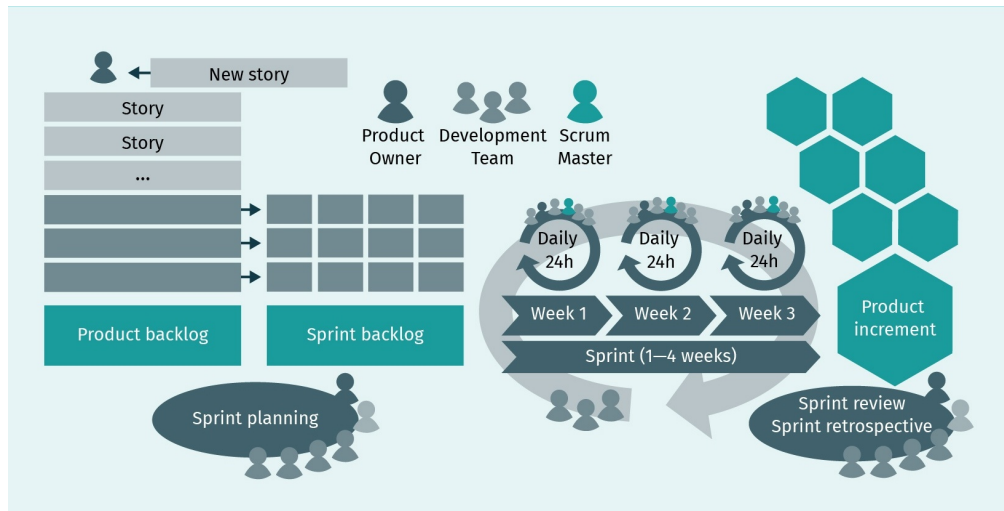 New story
Story
Story
...
Product
Owner
Development
Team
Scrum
Master
Daily
24h
Daily
24h
Daily
24h
Week 1
Week 2
Week 3
Sprint (1—4 weeks)
Product backlog
Sprint backlog
Product
increment
Sprint planning
Sprint review
Sprint retrospective